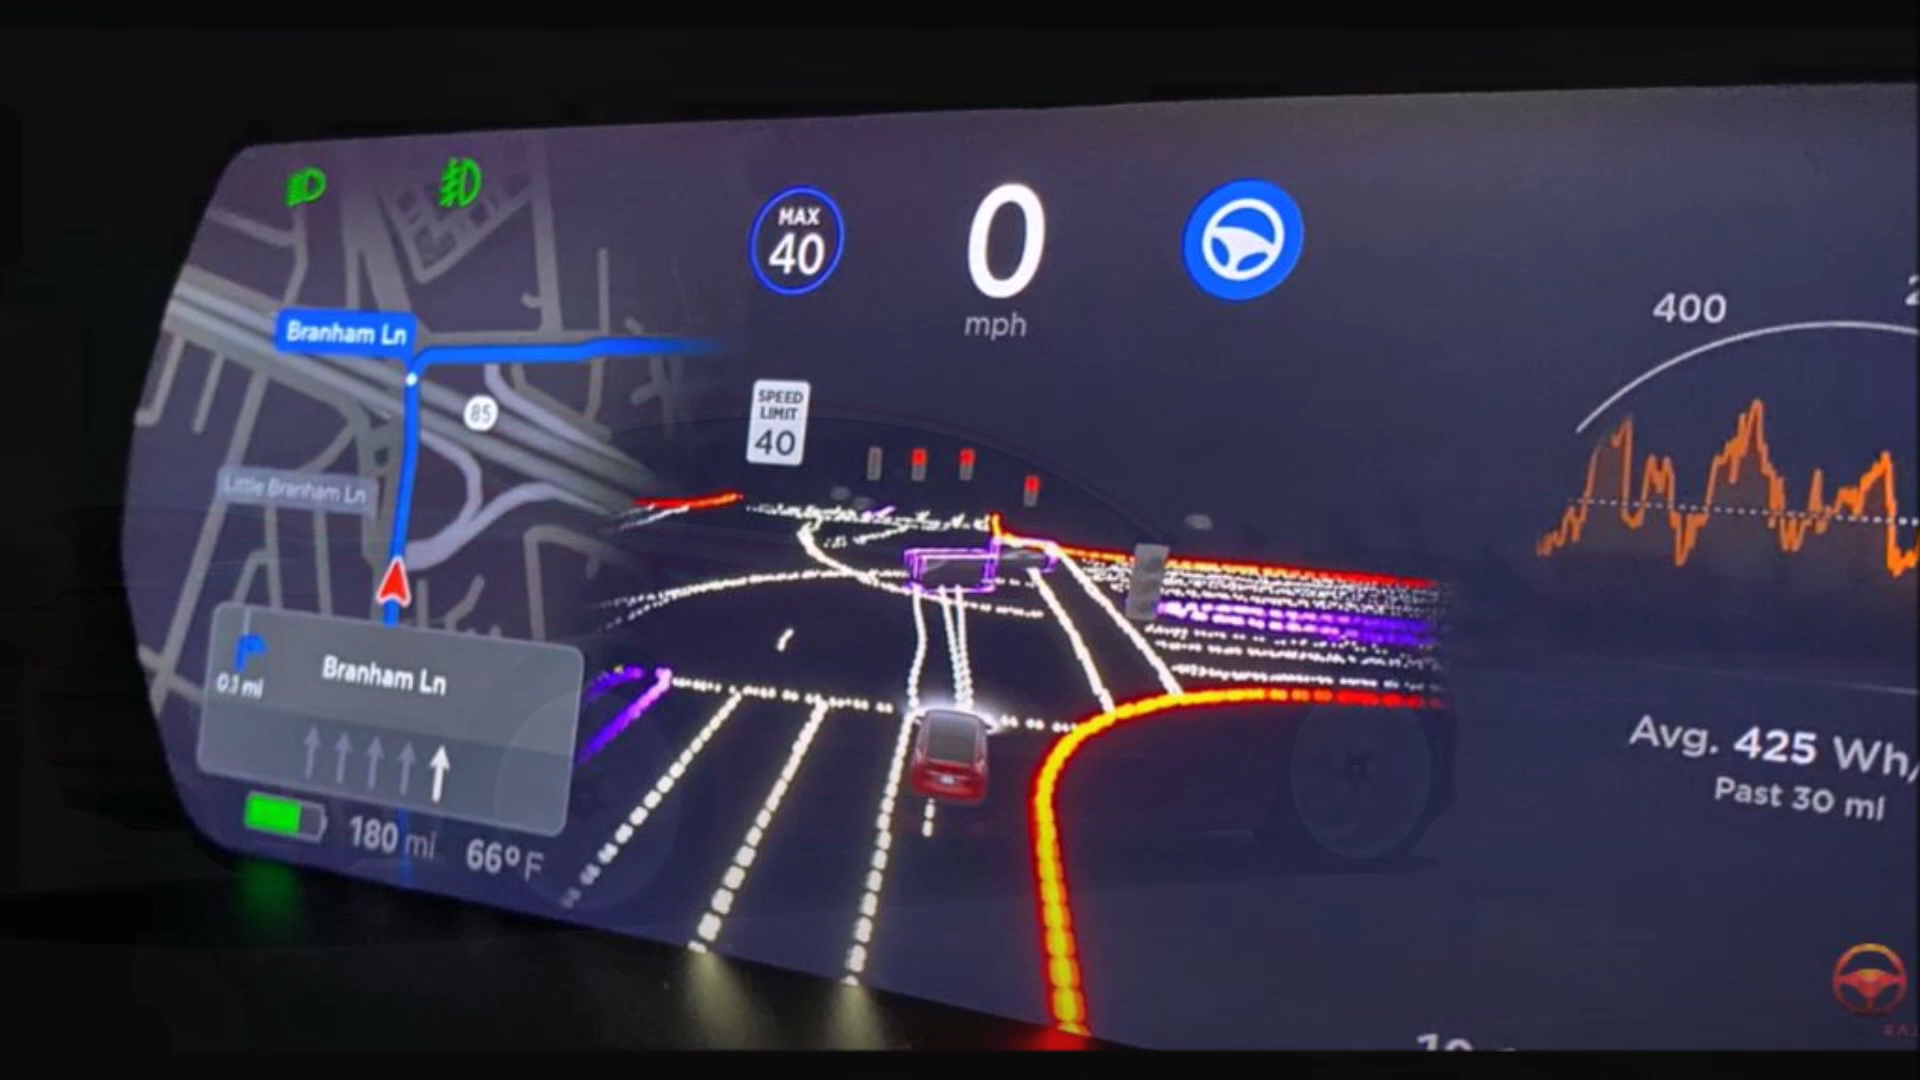 MAX
40
0
mph
Branham Ln
85
400
SPEED
LIMIT
40
Little Branham Ln
Branham Ln
0.1 mi
Avg. 425 Wh/
Past 30 mi
180 mi
66° F